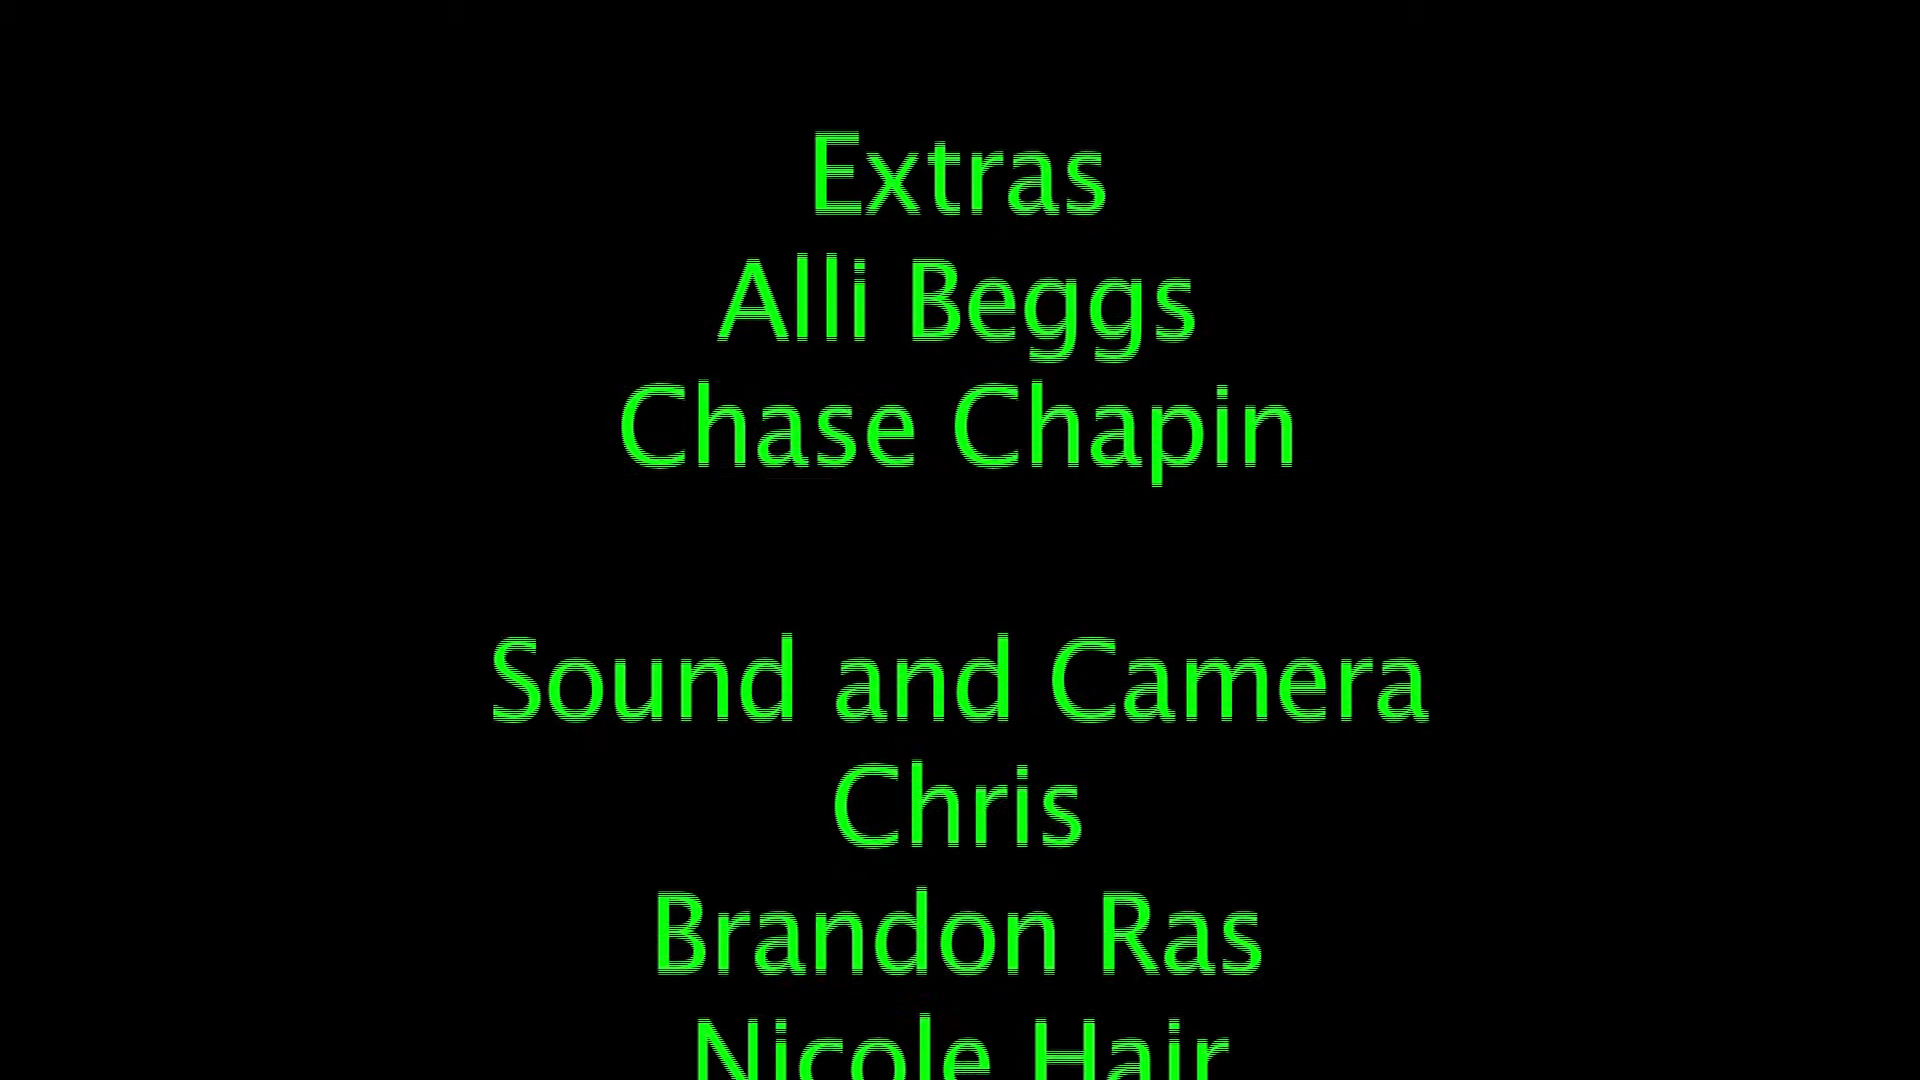 Extras
Alli Beggs
Chase Chapin
Sound and Camera
Chris
Brandon Ras
Nicole Hair